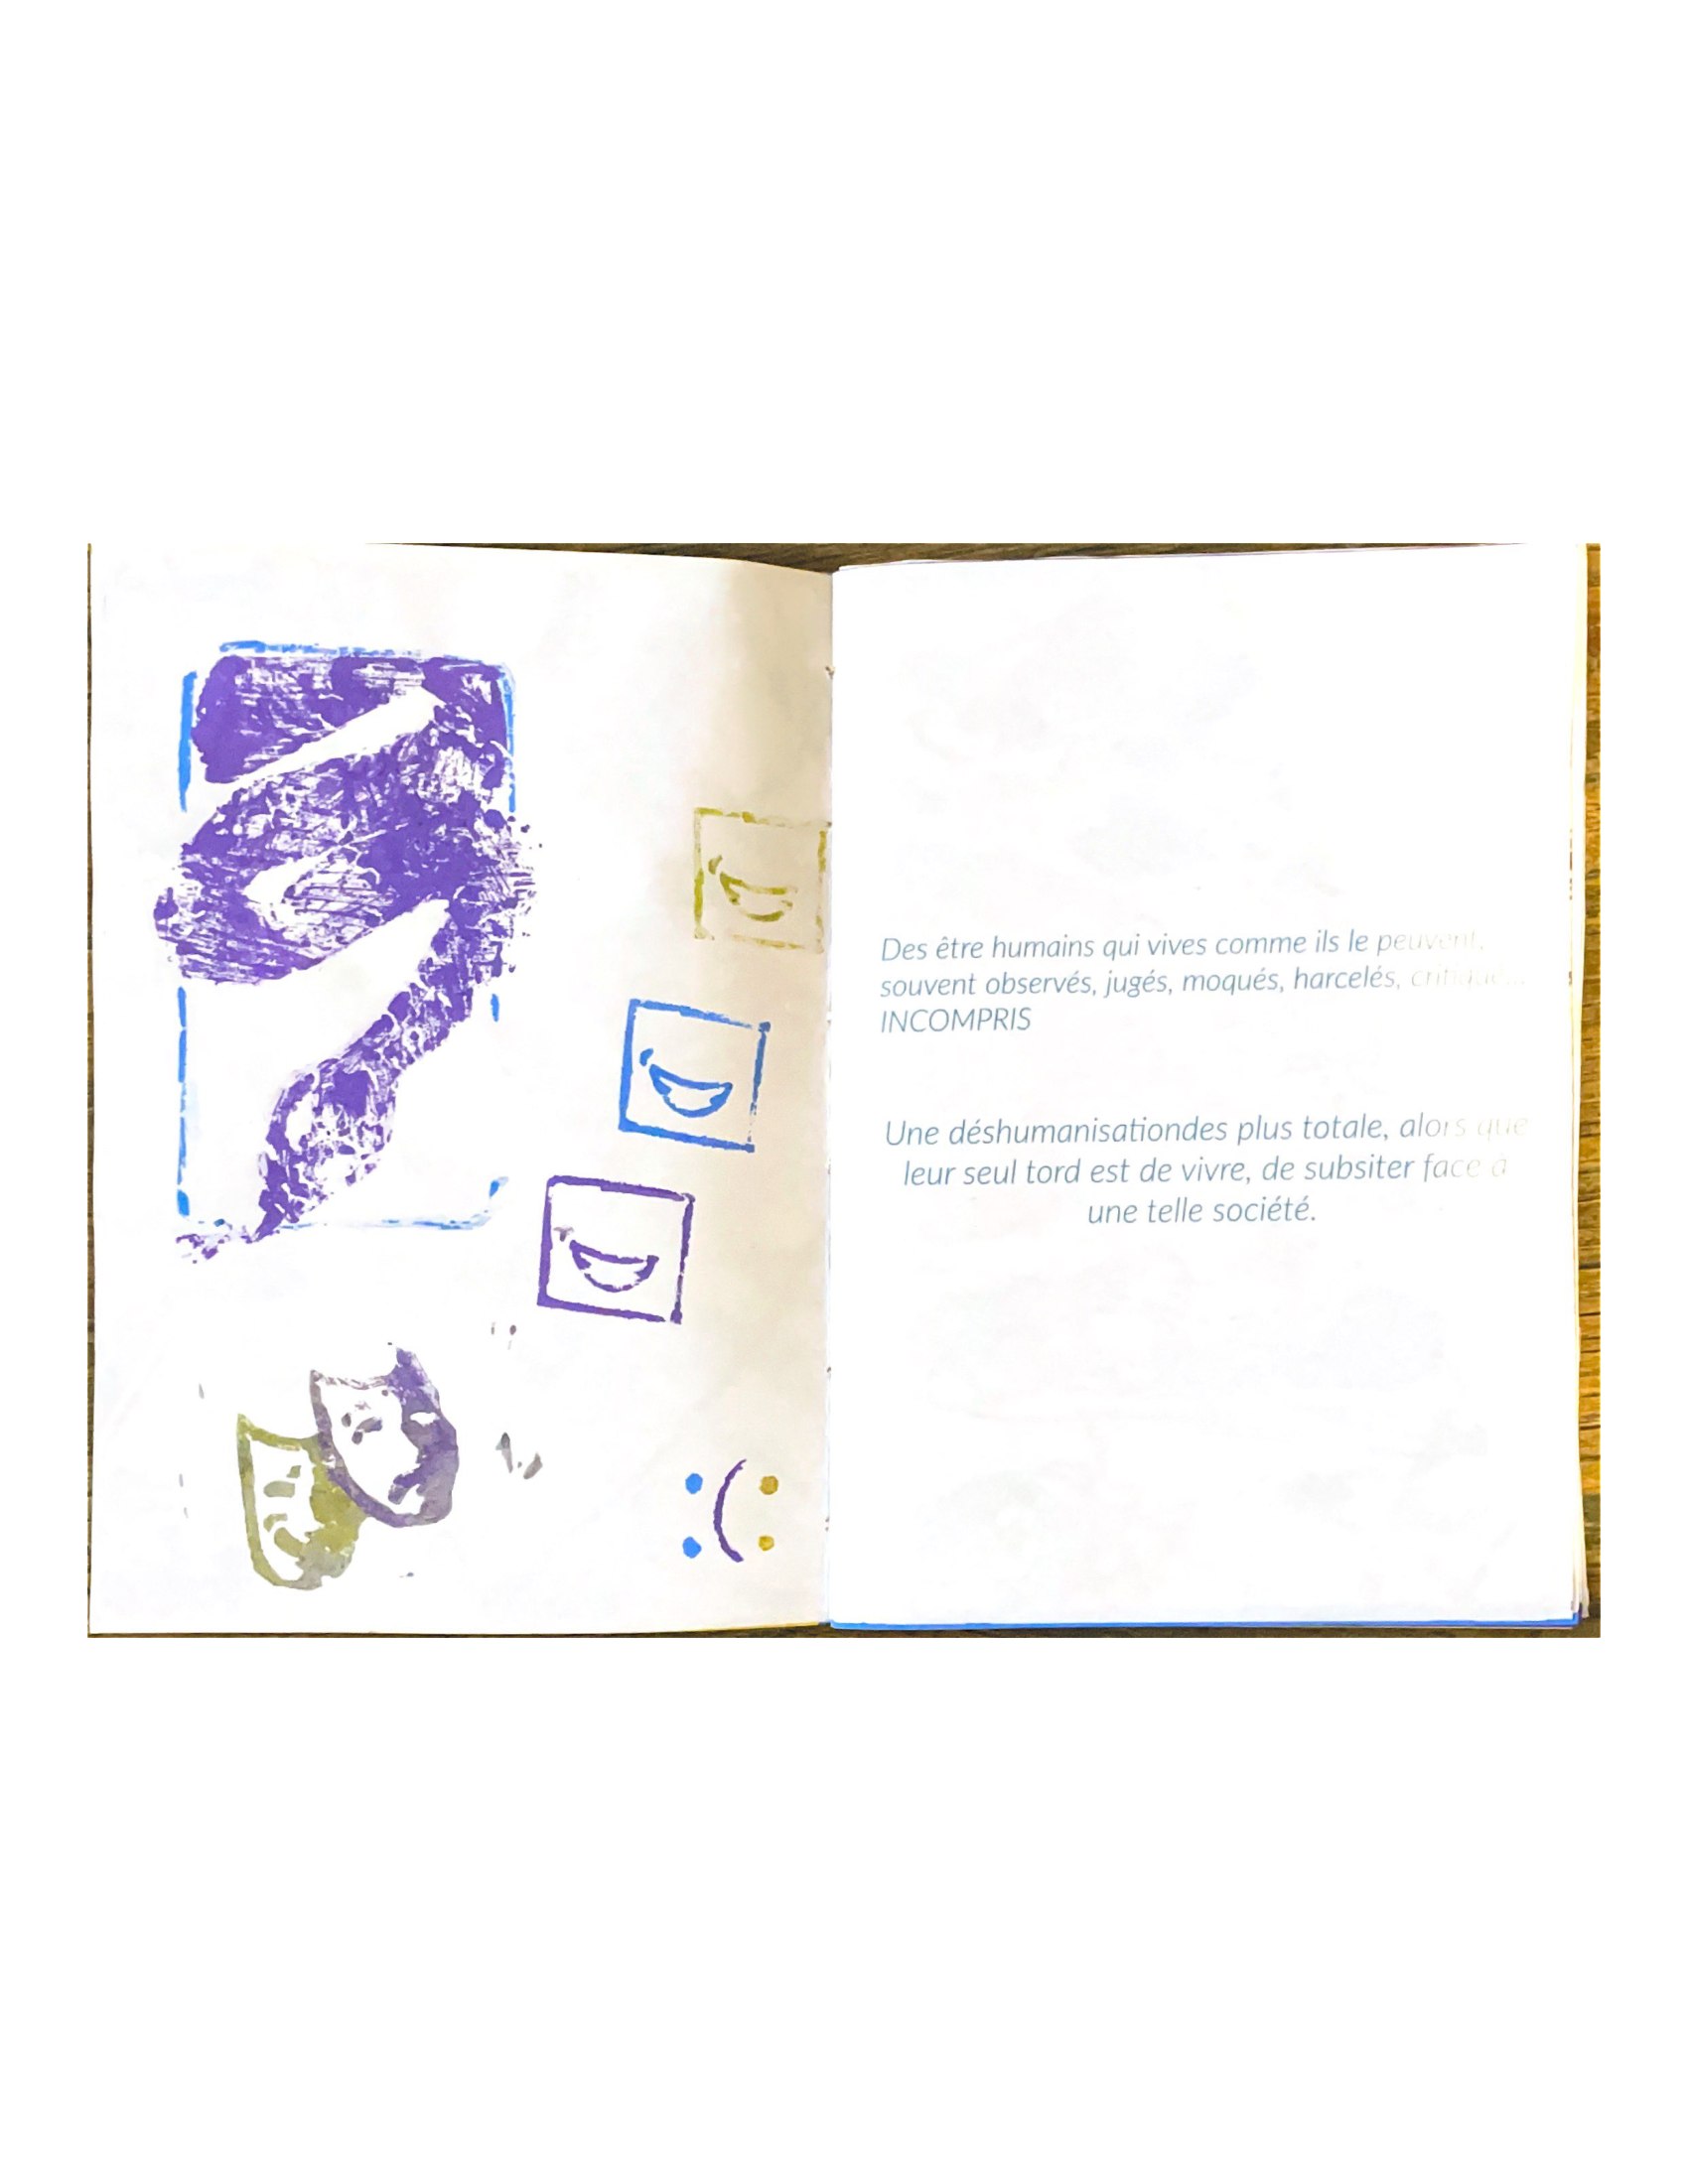 Des être humains qui vives comme ils le peuvent,
souvent observés, jugés, moqués, harcelés,
INCOMPRIS
Une déshumanisationdes plus totale, alors que
leur seul tord est de vivre, de subsiter face a
une telle société.